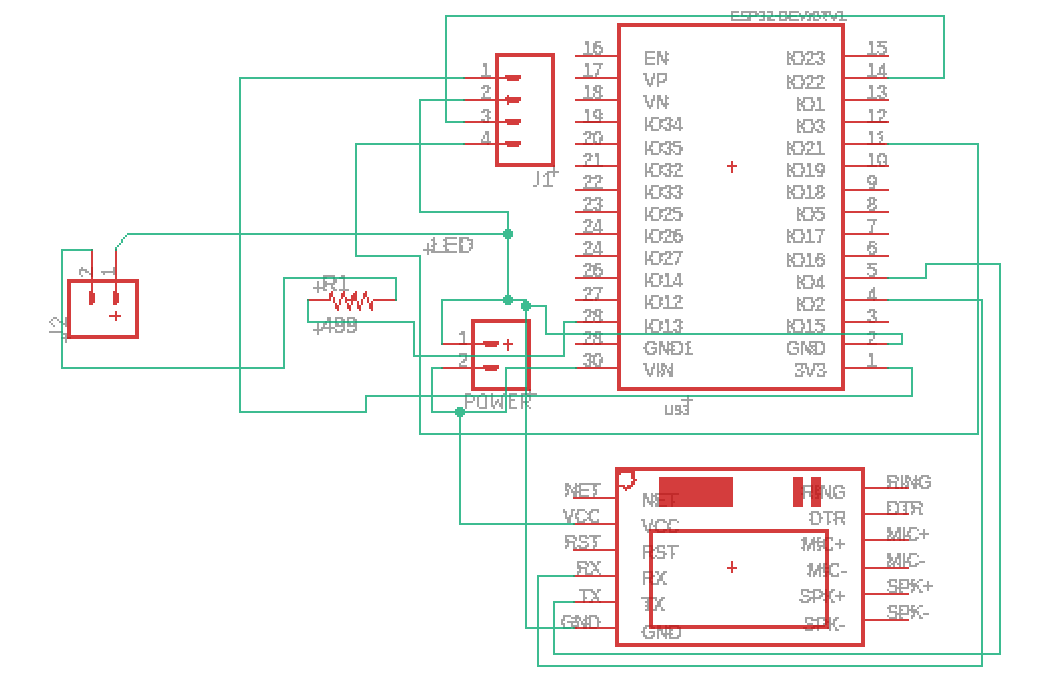 ESP32 DEVKITV1
16 EN IO23 15
17 VP IO22 14
18 VN IO1 13
19 IO34 IO3 12
20 IO35 IO21 11
21 IO32 IO19 10
22 IO33 IO18 9
23 IO25 IO5 8
24 IO26 IO17 7
24 IO27 IO16 6
26 IO14 IO4 5
27 IO12 IO2 4
28 IO13 IO15 3
28 GND1 GND 2
30 VIN 3V3 1
U$3
1
2
3
4
J1
LED
2 1
J2
R1
499
1
2
POWER
NET NET RING RING
VCC VCC DTR DTR
RST RST MIC+ MIC+
RX RX MIC- MIC-
TX TX SPK+ SPK+
GND GND SPK- SPK-